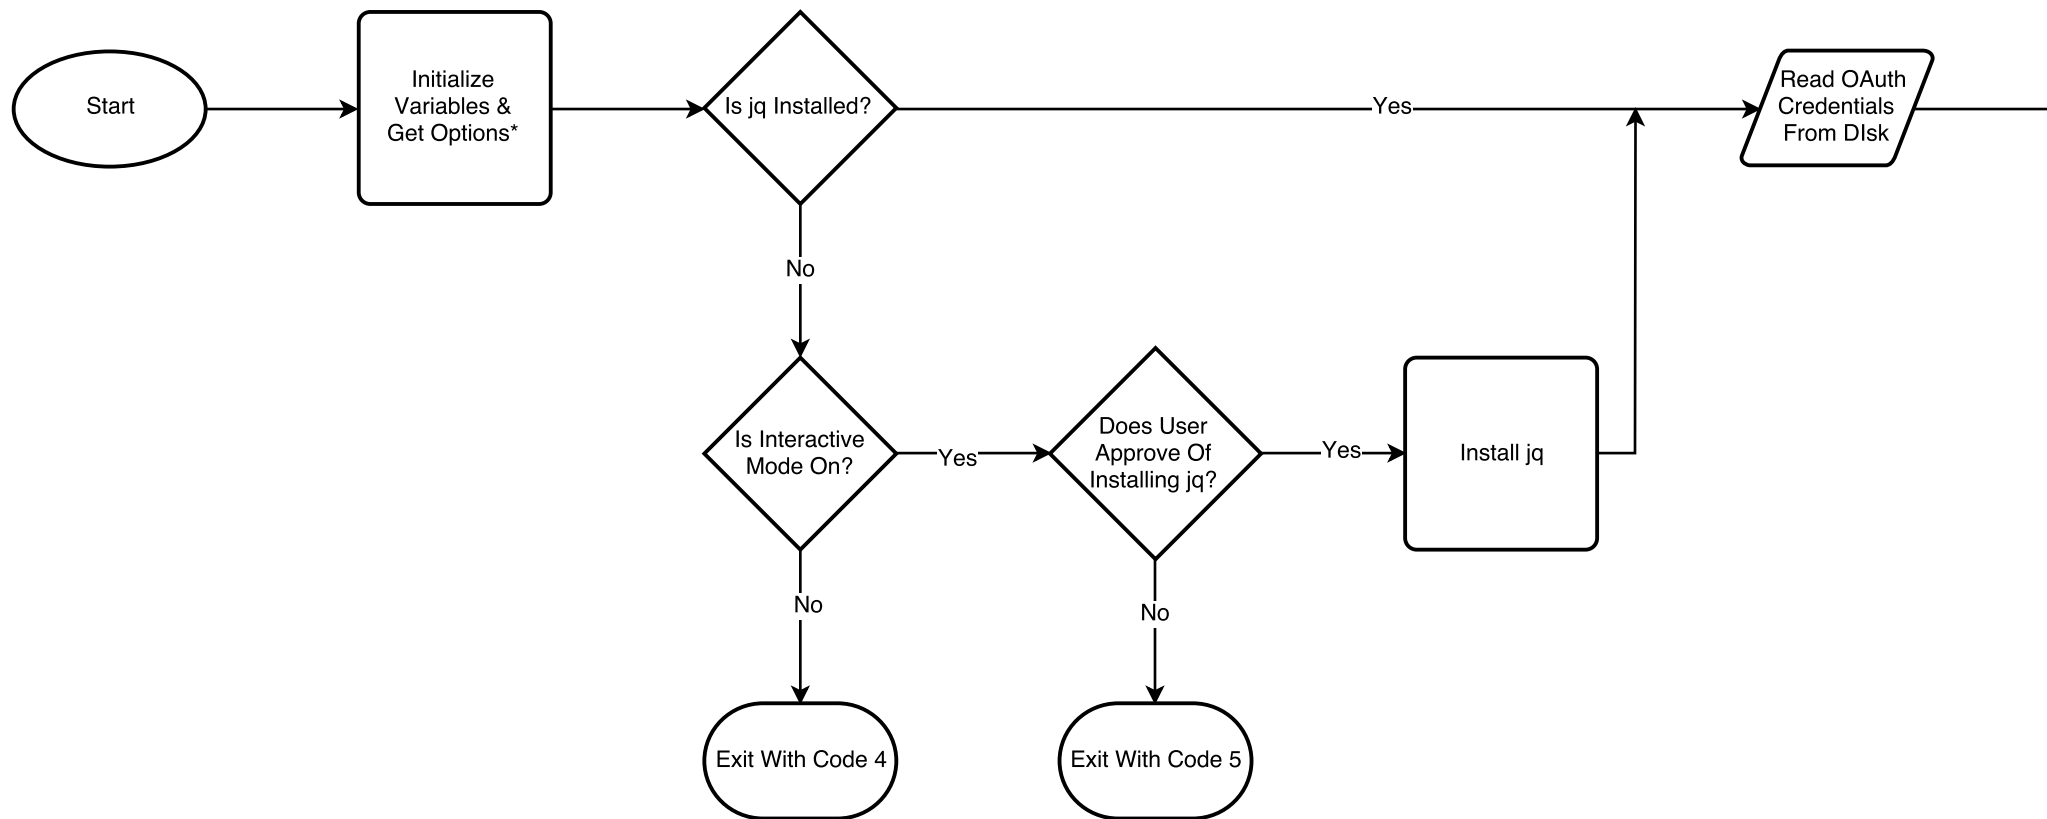 Start
Initialize
Variables &
Get Options*
Is jq Installed?
Yes
Read OAuth
Credentials
From DIsk
No
Is Interactive
Mode On?
Yes
Does User
Approve Of
Installing jq?
Yes
Install jq
No
No
Exit With Code 4
Exit With Code 5